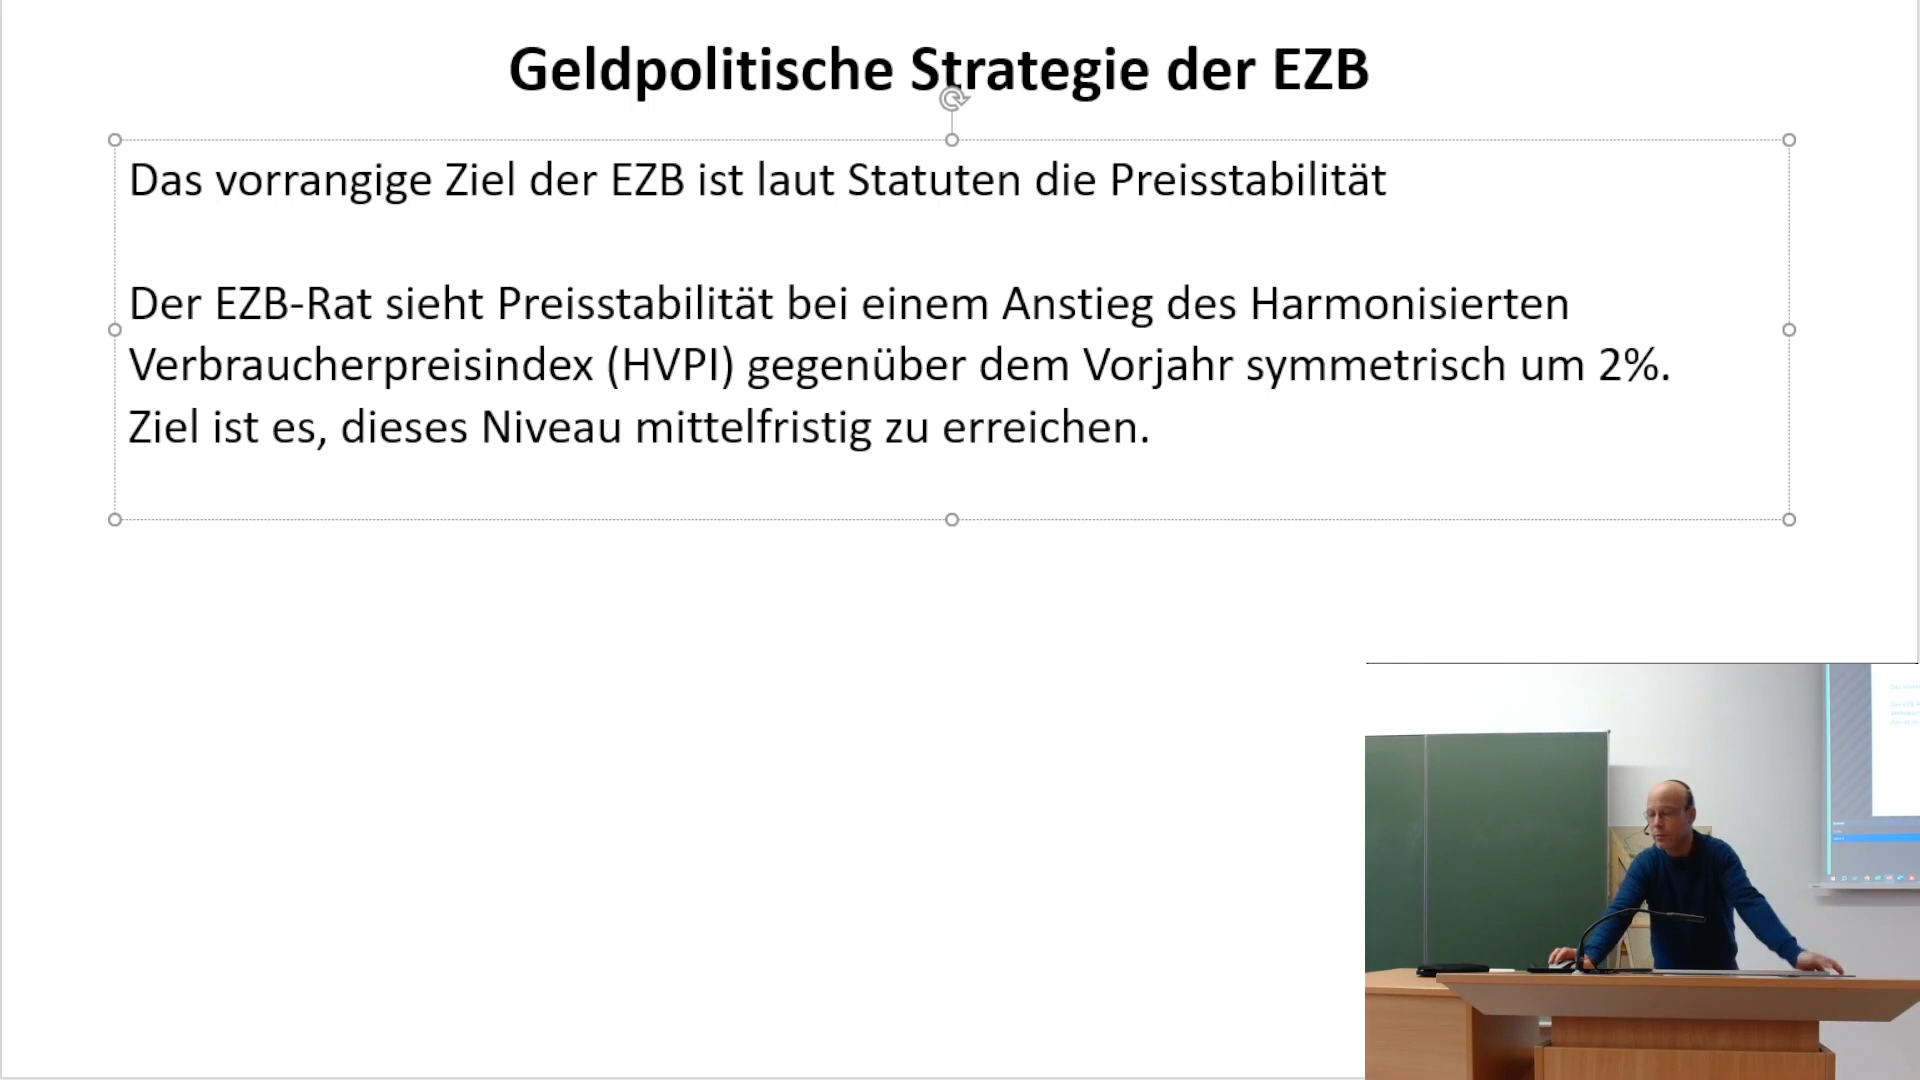 Geldpolitische Strategie der EZB
Das vorrangige Ziel der EZB ist laut Statuten die Preisstabilität
Der EZB-Rat sieht Preisstabilität bei einem Anstieg des Harmonisierten
Verbraucherpreisindex (HVPI) gegenüber dem Vorjahr symmetrisch um 2%.
Ziel ist es, dieses Niveau mittelfristig zu erreichen.